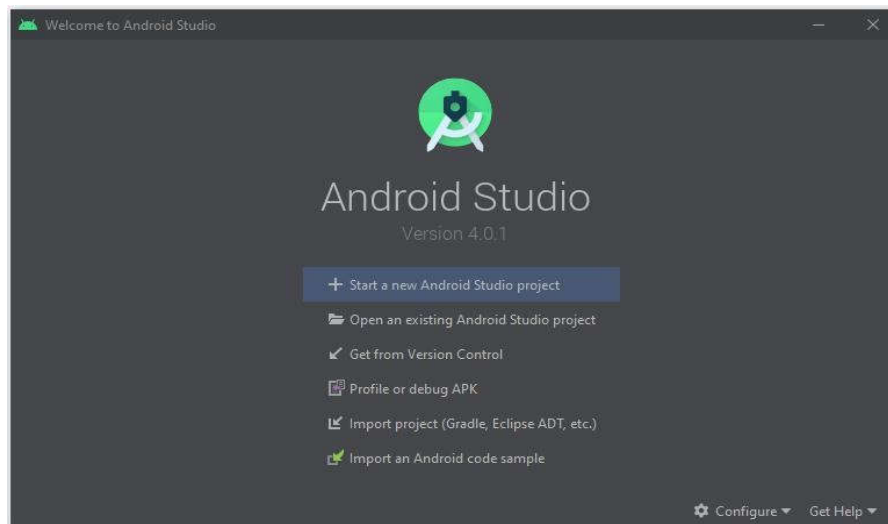 Welcome to Android Studio
Android Studio
Version 4.0.1
Start a new Android Studio project
Open an existing Android Studio project
Get from Version Control
Profile or debug APK
Import project (Gradle, Eclipse ADT, etc.)
Import an Android code sample
Configure Get Help